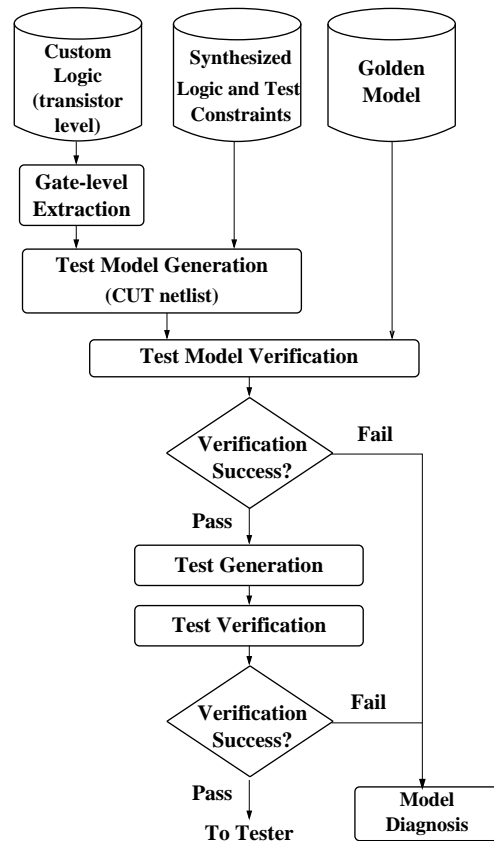 Custom
Logic
(transistor
level)
Synthesized
Logic and Test
Constraints
Golden
Model
Gate-level
Extraction
Test Model Generation
(CUT netlist)
Test Model Verification
Verification
Success?
Fail
Pass
Test Generation
Test Verification
Verification
Success?
Fail
Pass
To Tester
Model
Diagnosis